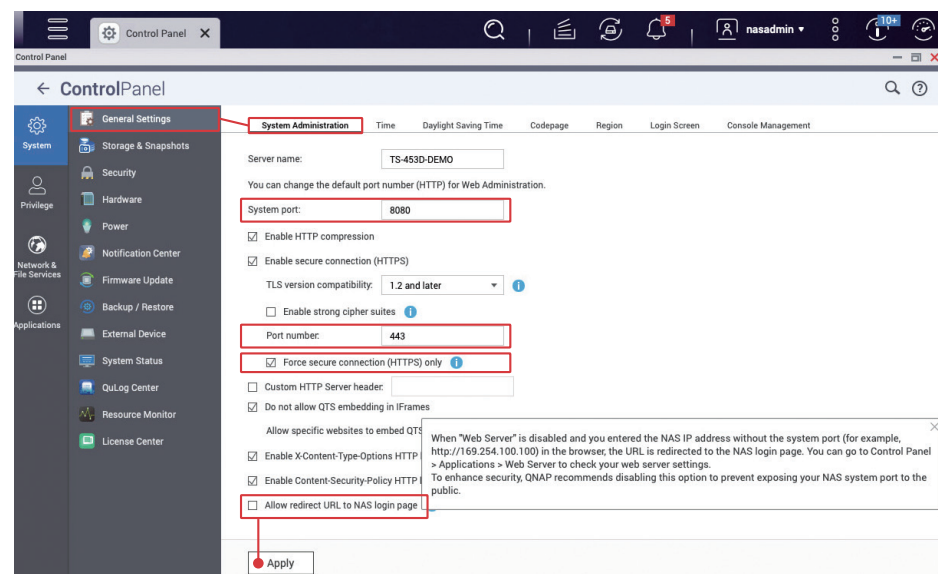 Control Panel
5
nasadmin
10+
Control Panel
ControlPanel
System
Privilege
Network &
File Services
Applications
General Settings
Storage & Snapshots
Security
Hardware
Power
Notification Center
Firmware Update
Backup / Restore
External Device
System Status
QuLog Center
Resource Monitor
License Center
System Administration Time Daylight Saving Time Codepage Region Login Screen Console Management
Server name: TS-453D-DEMO
You can change the default port number (HTTP) for Web Administration.
System port: 8080
Enable HTTP compression
Enable secure connection (HTTPS)
TLS version compatibility: 1.2 and later
Enable strong cipher suites
Port number: 443
Force secure connection (HTTPS) only
Custom HTTP Server header:
Do not allow QTS embedding in IFrames
Allow specific websites to embed QTS
Enable X-Content-Type-Options HTTP
Enable Content-Security-Policy HTTP
Allow redirect URL to NAS login page
When "Web Server" is disabled and you entered the NAS IP address without the system port (for example,
http://169.254.100.100) in the browser, the URL is redirected to the NAS login page. You can go to Control Panel
> Applications > Web Server to check your web server settings.
To enhance security, QNAP recommends disabling this option to prevent exposing your NAS system port to the
public.
Apply